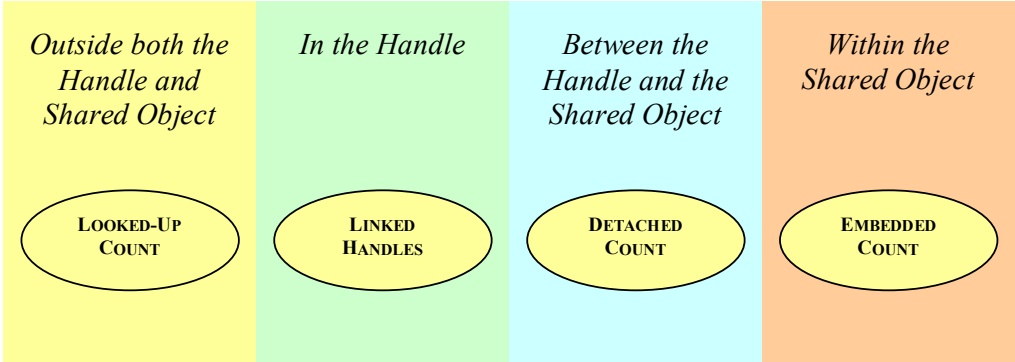 Outside both the
Handle and
Shared Object
In the Handle
Between the
Handle and the
Shared Object
Within the
Shared Object
LOOKED-UP
COUNT
LINKED
HANDLES
DETACHED
COUNT
EMBEDDED
COUNT